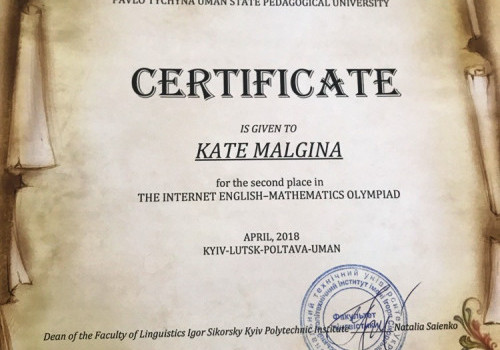 PAVLO TYCHYNA UMAN STATE PEDAGOGICAL UNIVERSITY
CERTIFICATE
IS GIVEN TO
KATE MALGINA
for the second place in
THE INTERNET ENGLISH–MATHEMATICS OLYMPIAD
APRIL, 2018
KYIV-LUTSK-POLTAVA-UMAN
Dean of the Faculty of Linguistics Igor Sikorsky Kyiv Polytechnic Institute Natalia Saienko
Факультет
лінгвістики